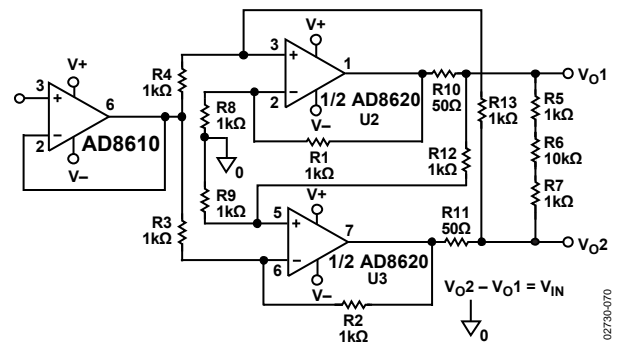 V+
3
1
R4
1kΩ
1/2 AD8620
U2
2
V–
R10
50Ω
VO1
R13
1kΩ
R5
1kΩ
V+
3
6
AD8610
2
V–
R8
1kΩ
0
R1
1kΩ
R12
1kΩ
R6
10kΩ
R9
1kΩ
R7
1kΩ
R3
1kΩ
V+
5
7
R11
50Ω
VO2
1/2 AD8620
U3
6
V–
R2
1kΩ
VO2 – VO1 = VIN
0
02730-070